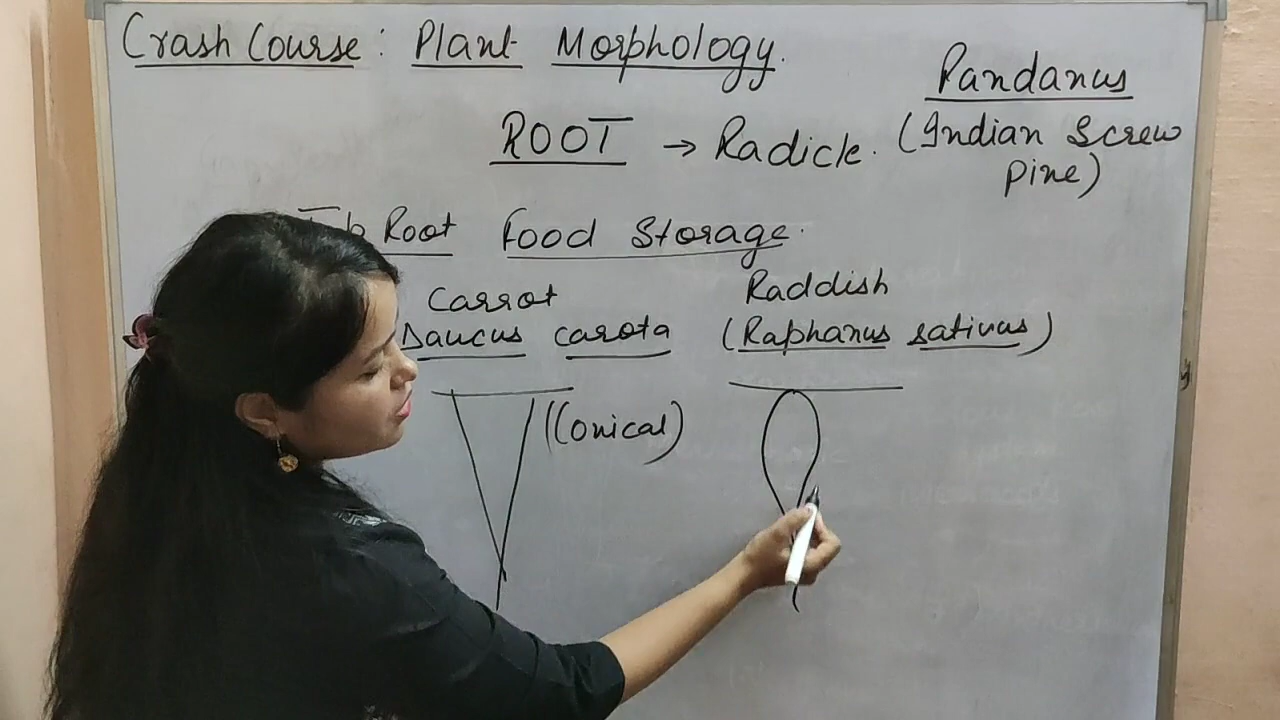 Crash Course: Plant Morphology.
Pandanus
(Indian Screw
pine)
ROOT → Radicle.
Root Food Storage.
Carrot
Daucus carota
Raddish
(Raphanus sativus)
(Conical)